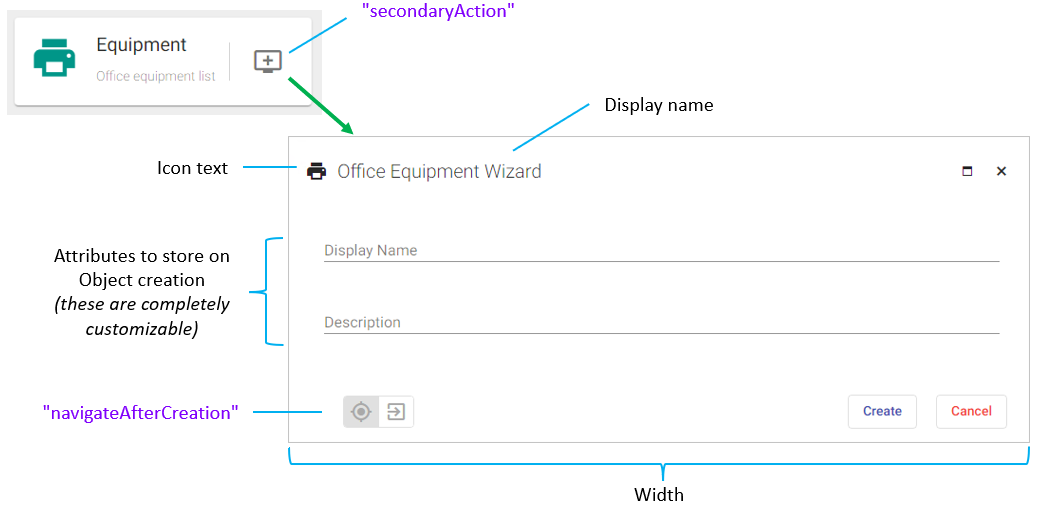 "secondaryAction"
Equipment
Office equipment list
Display name
Icon text
Office Equipment Wizard
Attributes to store on
Object creation
(these are completely
customizable)
Display Name
Description
"navigateAfterCreation"
Create
Cancel
Width